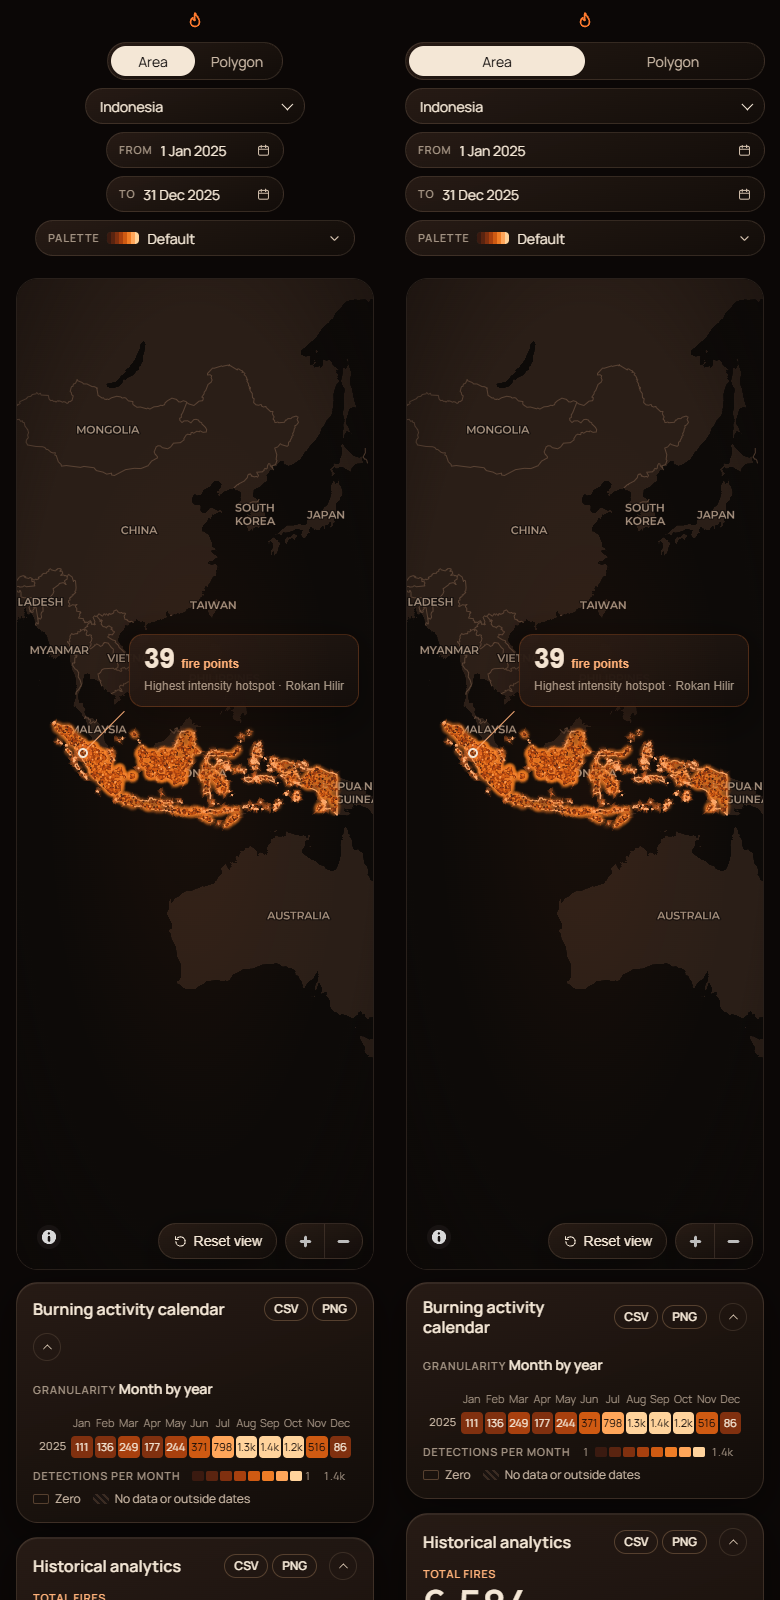 Area Polygon
Indonesia
FROM 1 Jan 2025
TO 31 Dec 2025
PALETTE Default
MONGOLIA
CHINA
SOUTH
KOREA
JAPAN
LADESH
TAIWAN
MYANMAR
VIET
39 fire points
Highest intensity hotspot · Rokan Hilir
MALAYSIA
PUA N
GUINEA
AUSTRALIA
Reset view + −
Burning activity calendar CSV PNG
GRANULARITY Month by year
Jan Feb Mar Apr May Jun Jul Aug Sep Oct Nov Dec
2025 111 136 249 177 244 371 798 1.3k 1.4k 1.2k 516 86
DETECTIONS PER MONTH 1 1.4k
Zero No data or outside dates
Historical analytics CSV PNG
TOTAL FIRES
Area Polygon
Indonesia
FROM 1 Jan 2025
TO 31 Dec 2025
PALETTE Default
MONGOLIA
CHINA
SOUTH
KOREA
JAPAN
LADESH
TAIWAN
MYANMAR
VIET
39 fire points
Highest intensity hotspot · Rokan Hilir
MALAYSIA
PUA N
GUINEA
AUSTRALIA
Reset view + −
Burning activity
calendar
CSV PNG
GRANULARITY Month by year
Jan Feb Mar Apr May Jun Jul Aug Sep Oct Nov Dec
2025 111 136 249 177 244 371 798 1.3k 1.4k 1.2k 516 86
DETECTIONS PER MONTH 1 1.4k
Zero No data or outside dates
Historical analytics CSV PNG
TOTAL FIRES